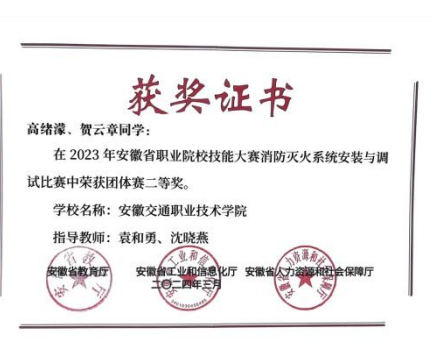 获奖证书
高绪濛、贺云章同学：
在 2023 年安徽省职业院校技能大赛消防灭火系统安装与调
试比赛中荣获团体赛二等奖。
学校名称：安徽交通职业技术学院
指导教师：袁和勇、沈晓燕
安徽省教育厅 安徽省工业和信息化厅 安徽省人力资源和社会保障厅
二〇二四年三月